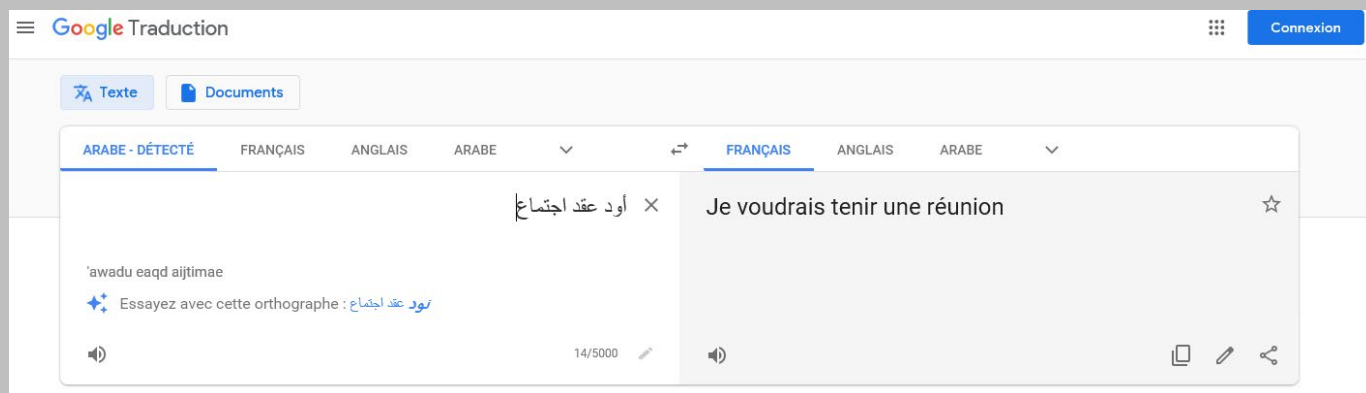 Google Traduction
Connexion
Texte
Documents
ARABE - DÉTECTÉ FRANÇAIS ANGLAIS ARABE FRANÇAIS ANGLAIS ARABE
أود عقد اجتماع
Je voudrais tenir une réunion
'awadu eaqd aijtimae
Essayez avec cette orthographe : نود عقد اجتماع
14/5000